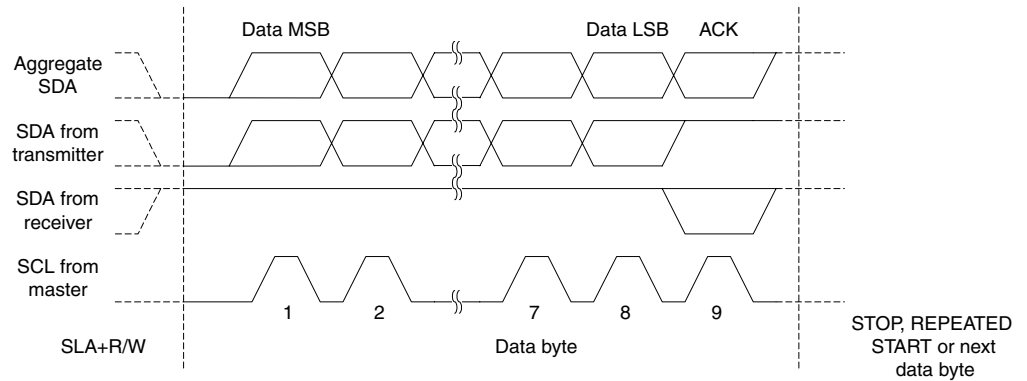 Data MSB
Data LSB
ACK
Aggregate
SDA
SDA from
transmitter
SDA from
receiver
SCL from
master
1
2
7
8
9
SLA+R/W
Data byte
STOP, REPEATED
START or next
data byte